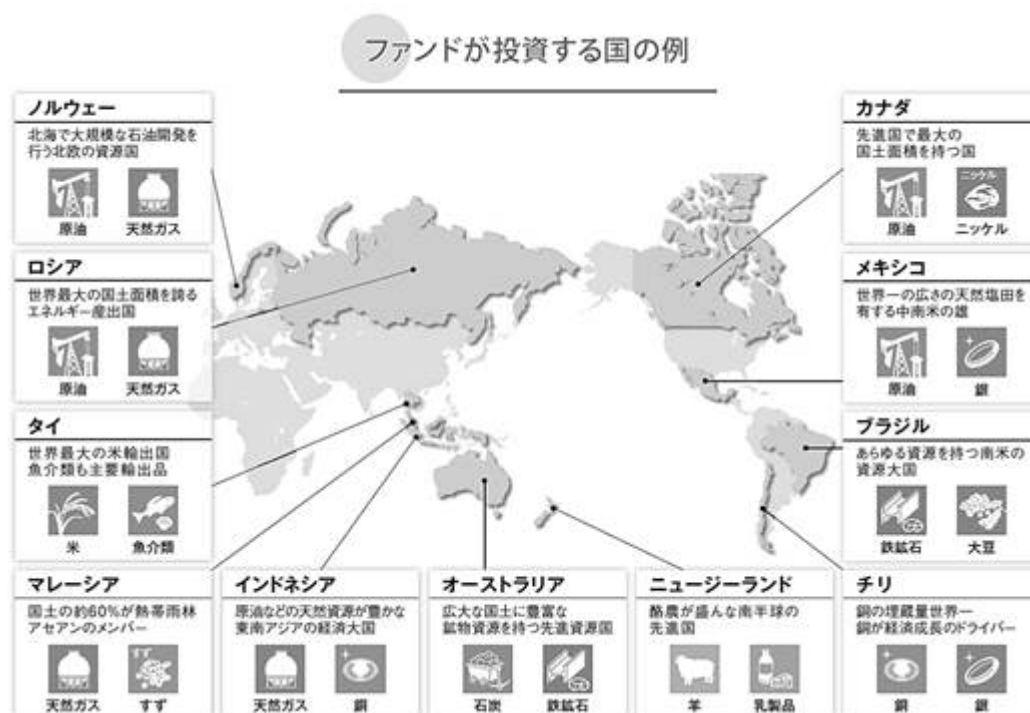 ファンドが投資する国の例
ノルウェー
北海で大規模な石油開発を
行う北欧の資源国
原油
天然ガス
ロシア
世界最大の国土面積を誇る
エネルギー産出国
原油
天然ガス
タイ
世界最大の米輸出国
魚介類も主要輸出品
米
魚介類
マレーシア
国土の約60%が熱帯雨林
アセアンのメンバー
天然ガス
すず
すず
インドネシア
原油などの天然資源が豊かな
東南アジアの経済大国
天然ガス
銅
オーストラリア
広大な国土に豊富な
鉱物資源を持つ先進資源国
石炭
鉄鉱石
ニュージーランド
酪農が盛んな南半球の
先進国
羊
乳製品
カナダ
先進国で最大の
国土面積を持つ国
原油
ニッケル
ニッケル
メキシコ
世界一の広さの天然塩田を
有する中南米の雄
原油
銀
ブラジル
あらゆる資源を持つ南米の
資源大国
鉄鉱石
大豆
チリ
銅の埋蔵量世界一
銅が経済成長のドライバー
銅
銀